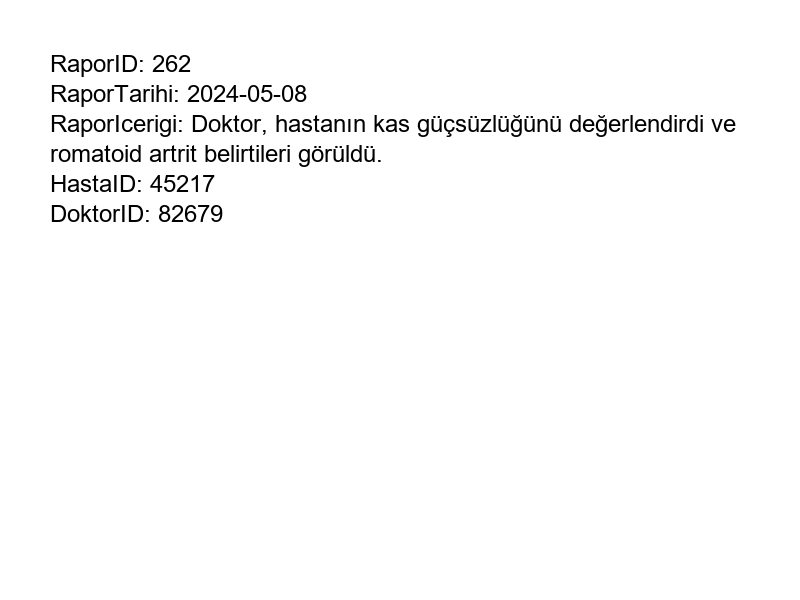 RaporID: 262
RaporTarihi: 2024-05-08
RaporIcerigi: Doktor, hastanın kas güçsüzlüğünü değerlendirdi ve
romatoid artrit belirtileri görüldü.
HastaID: 45217
DoktorID: 82679